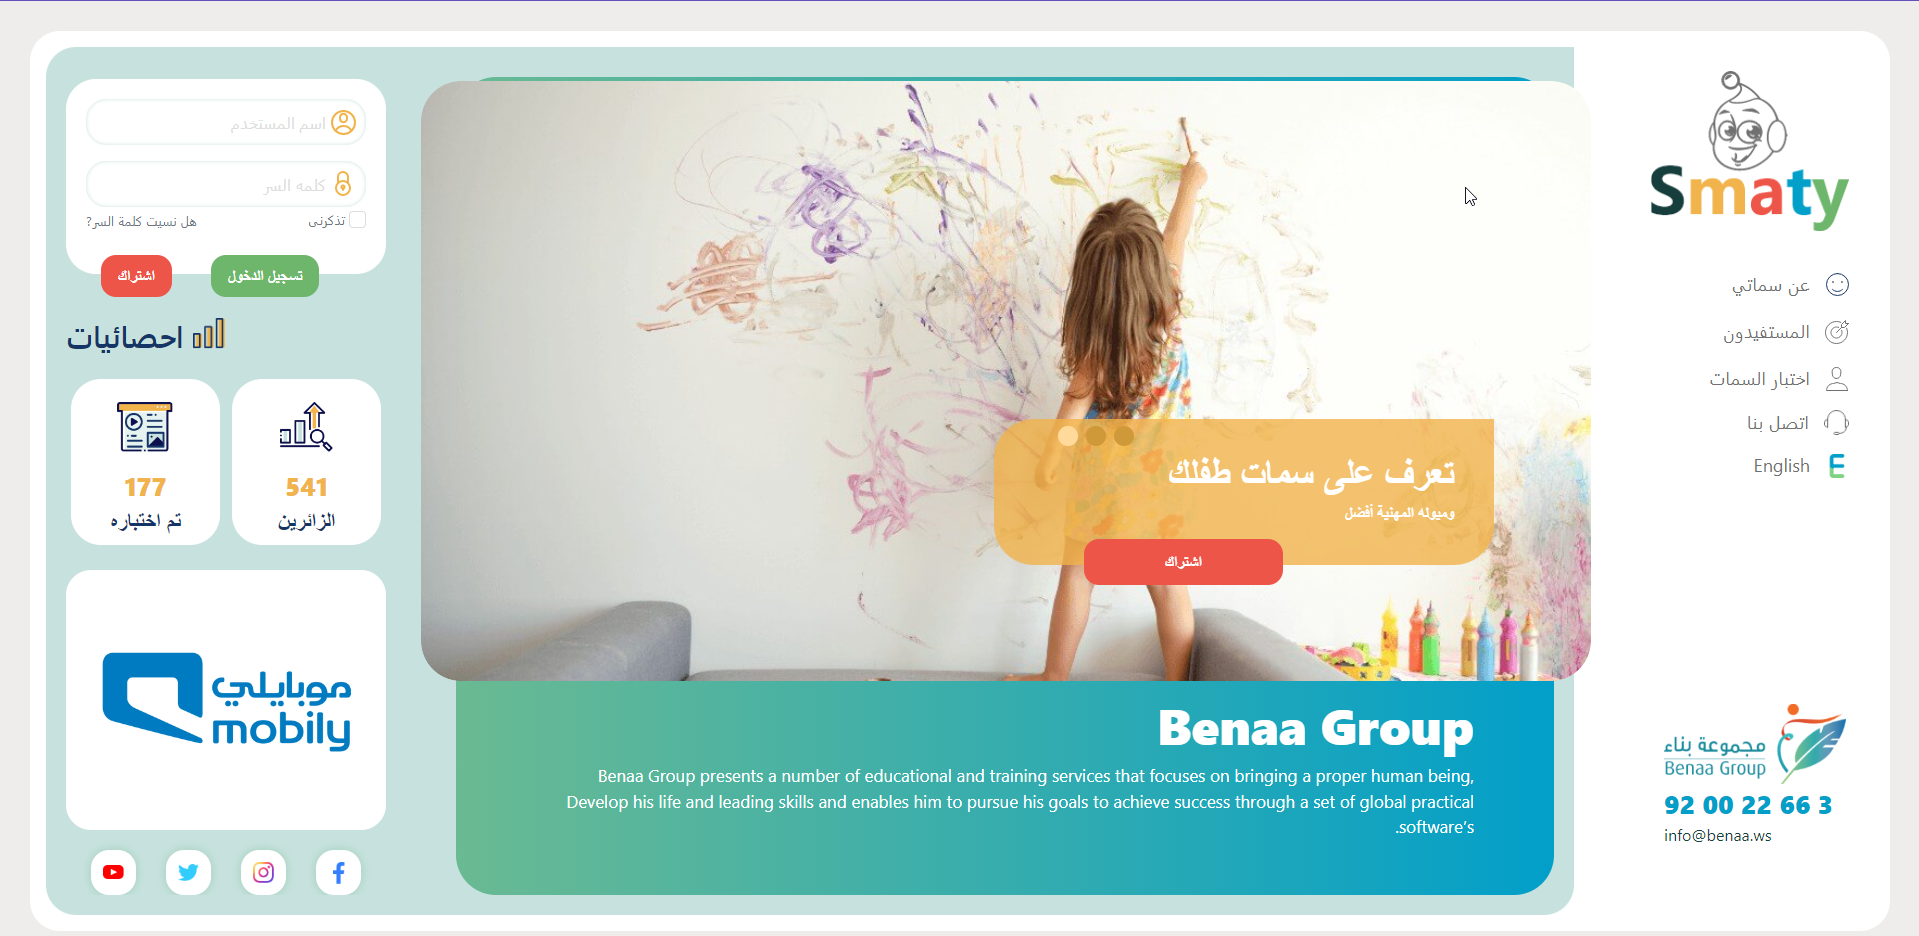 Smaty
عن سماتي
المستفيدون
اختبار السمات
اتصل بنا
English
مجموعة بناء
Benaa Group
92 00 22 66 3
info@benaa.ws
تعرف على سمات طفلك
وميوله المهنية أفضل
اشتراك
Benaa Group
Benaa Group presents a number of educational and training services that focuses on bringing a proper human being,
Develop his life and leading skills and enables him to pursue his goals to achieve success through a set of global practical
.software's
اسم المستخدم
كلمه السر
تذكرنى
هل نسيت كلمة السر?
تسجيل الدخول
اشتراك
احصائيات
541
الزائرين
177
تم اختباره
موبايلي
mobily